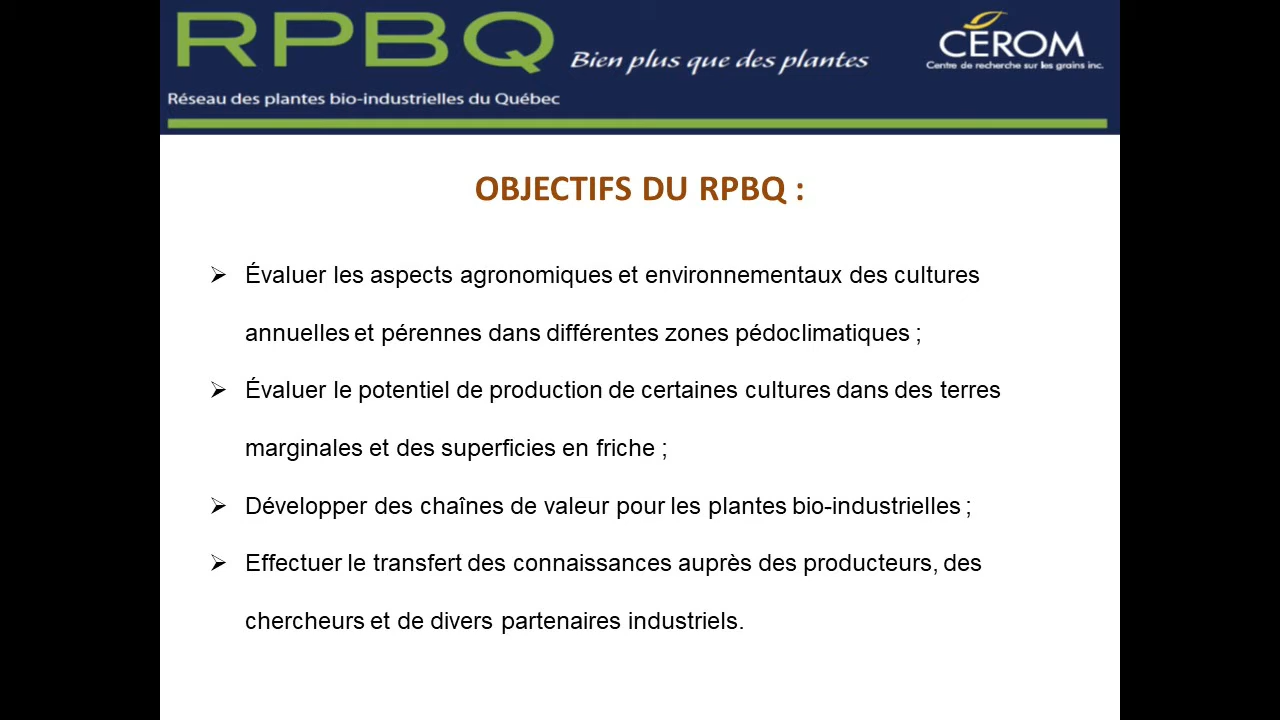 RPBQ Bien plus que des plantes
CÉROM
Centre de recherche sur les grains inc.
Réseau des plantes bio-industrielles du Québec
OBJECTIFS DU RPBQ :
➢ Évaluer les aspects agronomiques et environnementaux des cultures
annuelles et pérennes dans différentes zones pédoclimatiques ;
➢ Évaluer le potentiel de production de certaines cultures dans des terres
marginales et des superficies en friche ;
➢ Développer des chaînes de valeur pour les plantes bio-industrielles ;
➢ Effectuer le transfert des connaissances auprès des producteurs, des
chercheurs et de divers partenaires industriels.